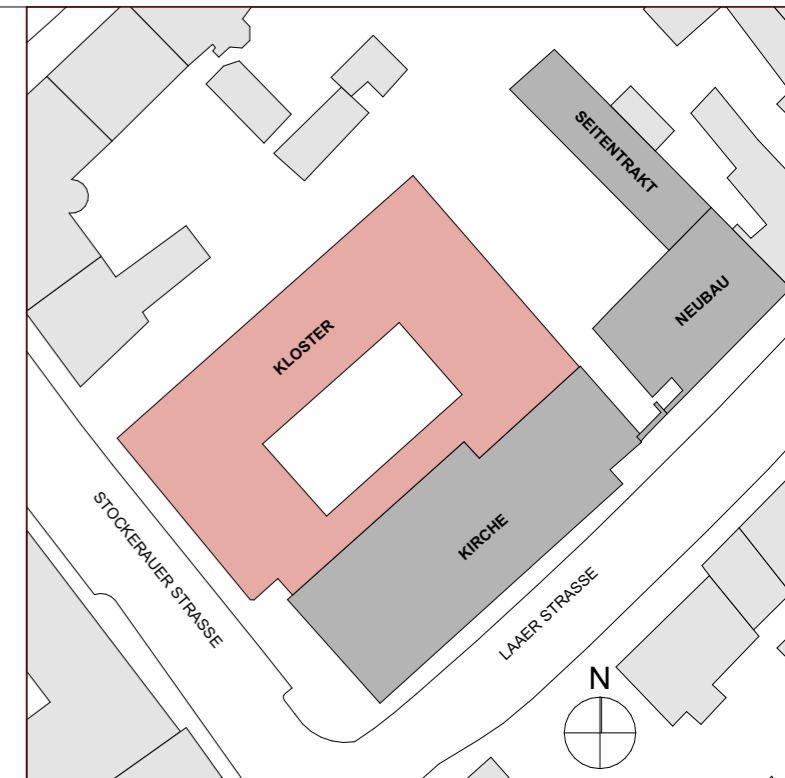 SEITENTRAKT
NEUBAU
KLOSTER
KIRCHE
STOCKERAUER STRASSE
LAAER STRASSE
N